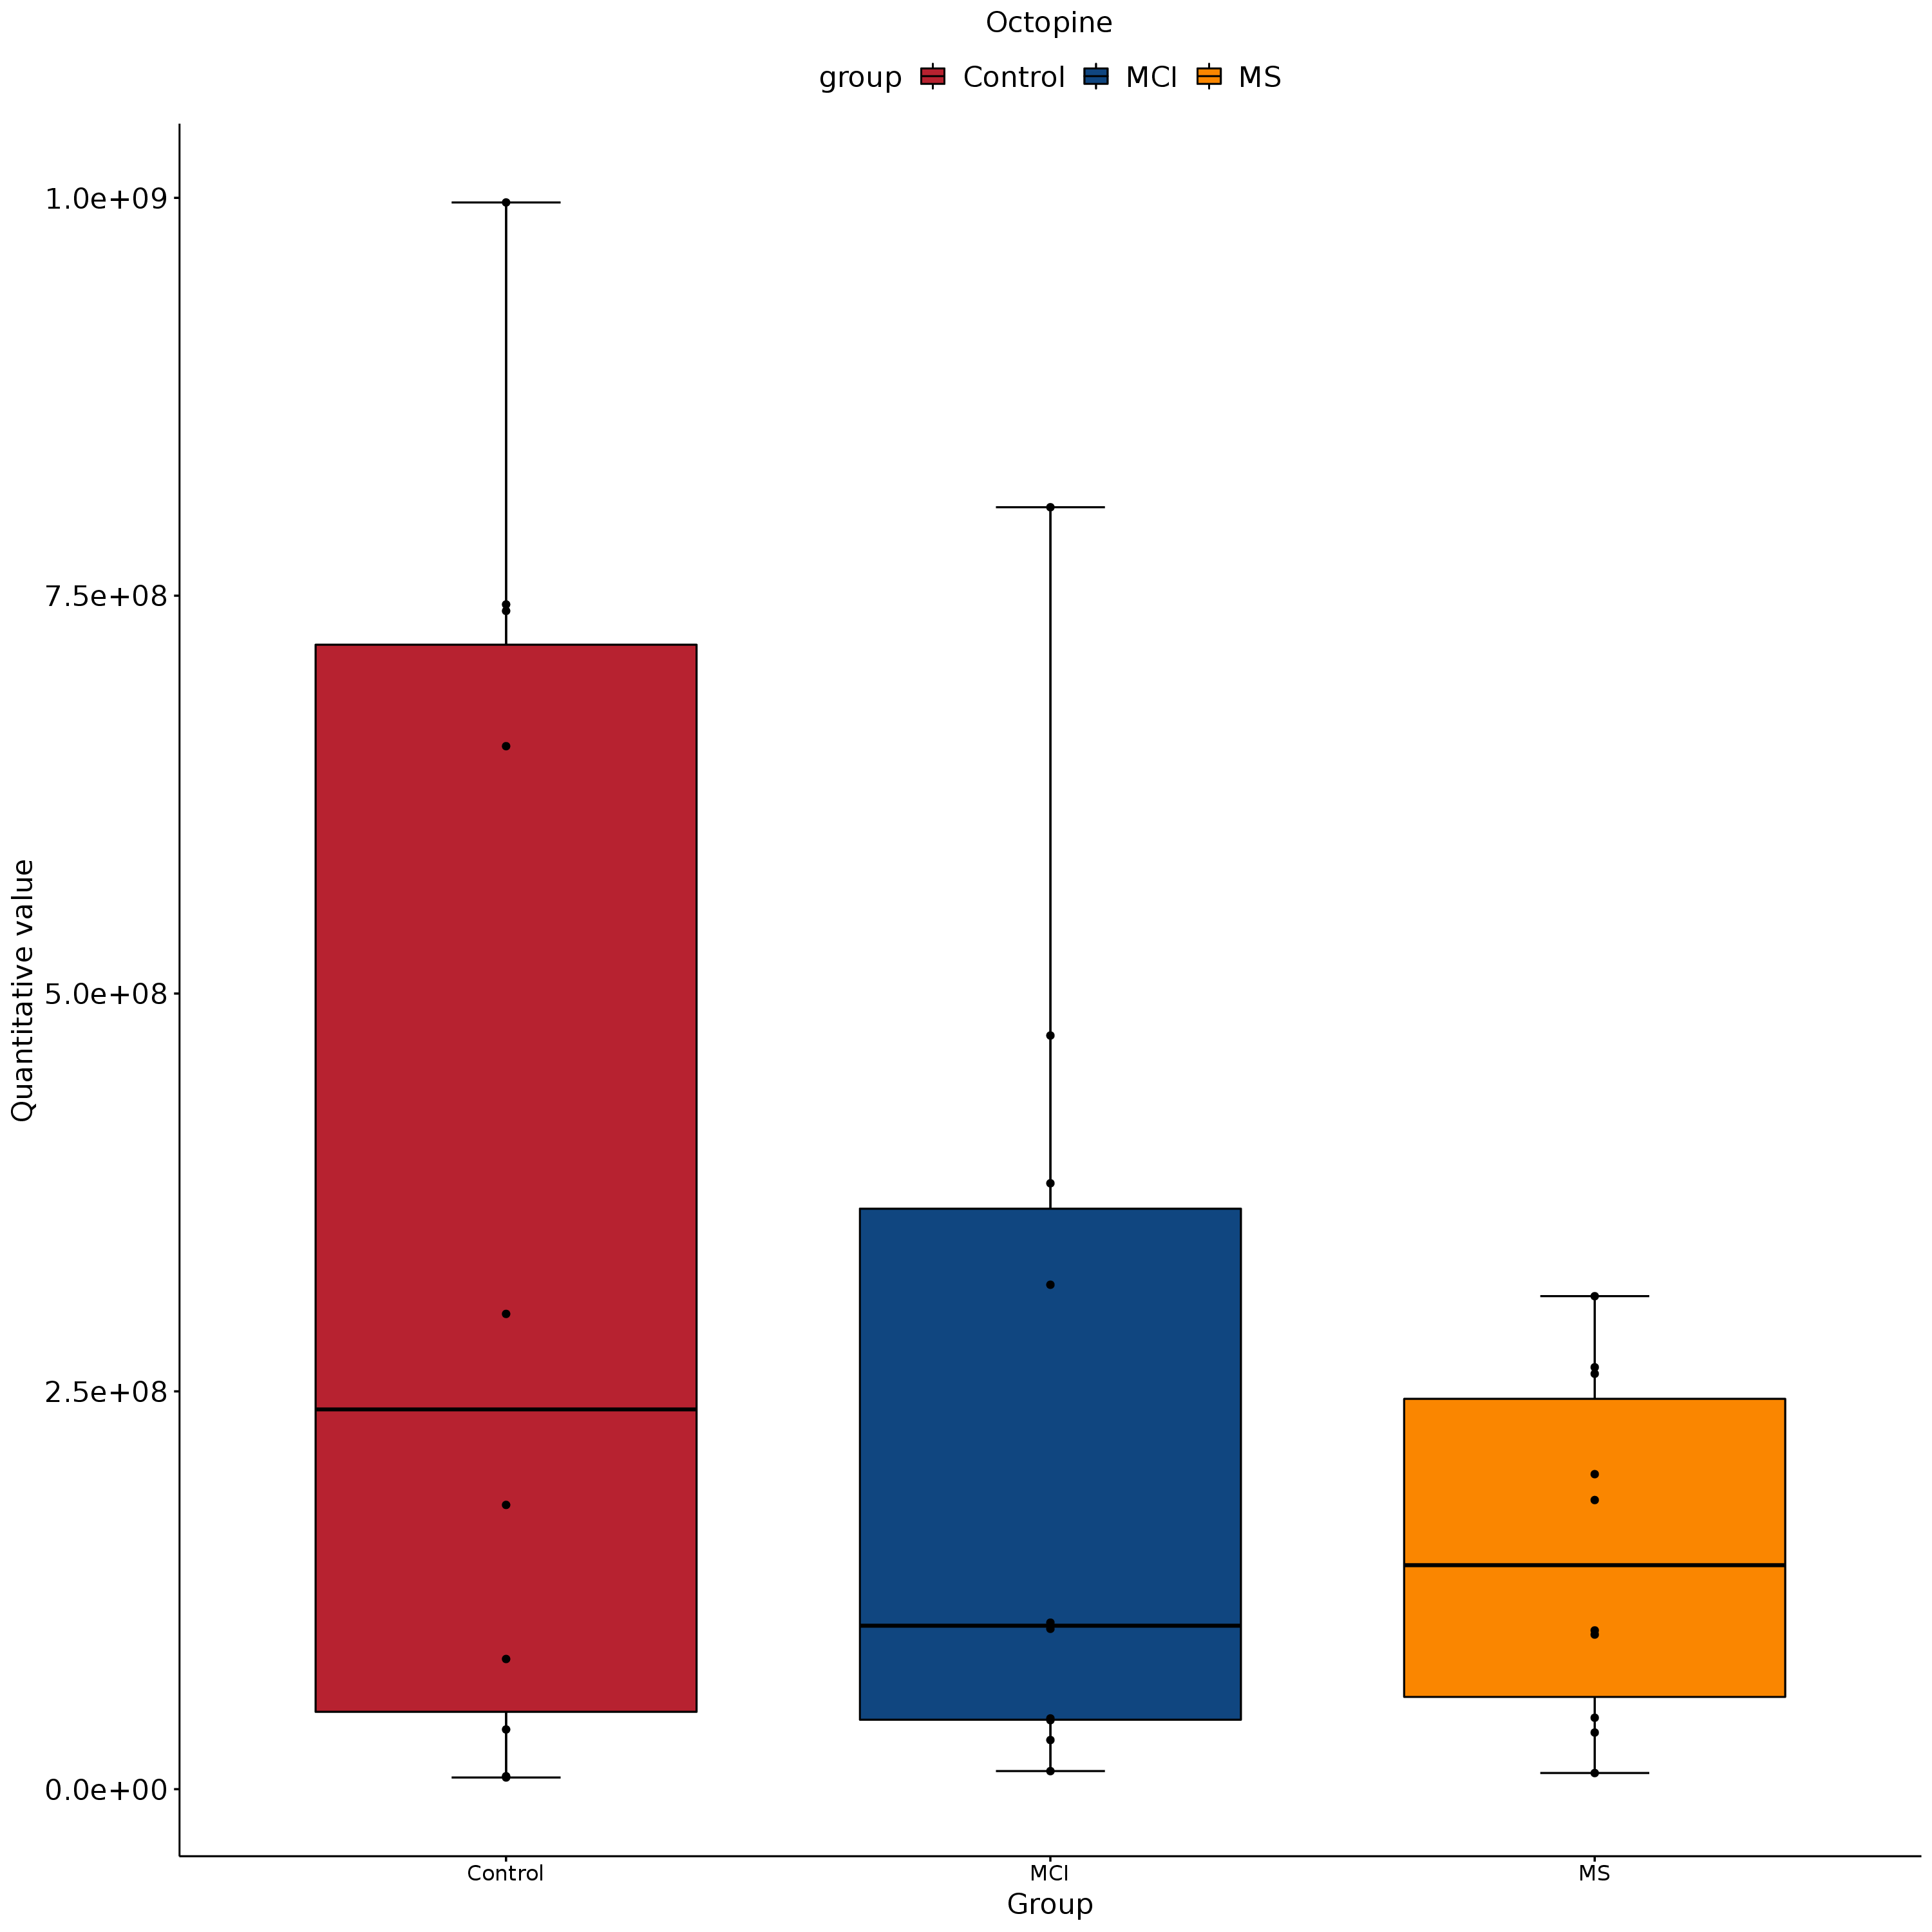 Octopine
group Control MCI MS
1.0e+09
7.5e+08
5.0e+08
2.5e+08
0.0e+00
Quantitative value
Control MCI MS
Group